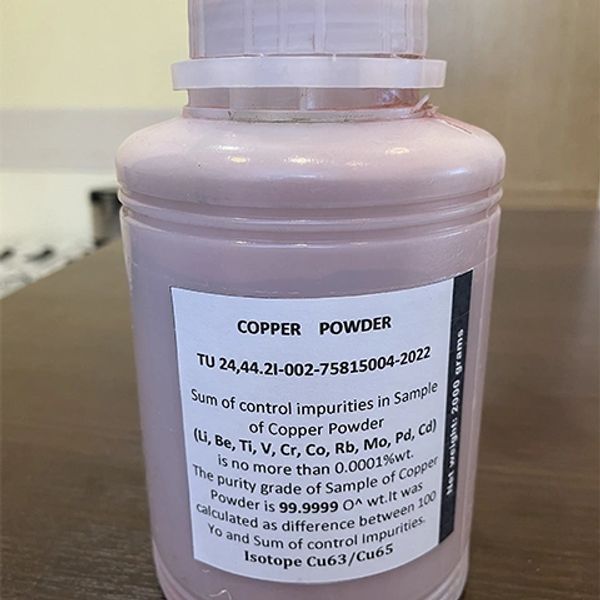 COPPER POWDER
TU 24,44.2I-002-75815004-2022
Sum of control impurities in Sample
of Copper Powder
(Li, Be, Ti, V, Cr, Co, Rb, Mo, Pd, Cd)
is no more than 0.0001%wt.
The purity grade of Sample of Copper
Powder is 99.9999 O^ wt.It was
calculated as difference between 100
Yo and Sum of control Impurities.
Isotope Cu63/Cu65
Net weight: 2000 grams